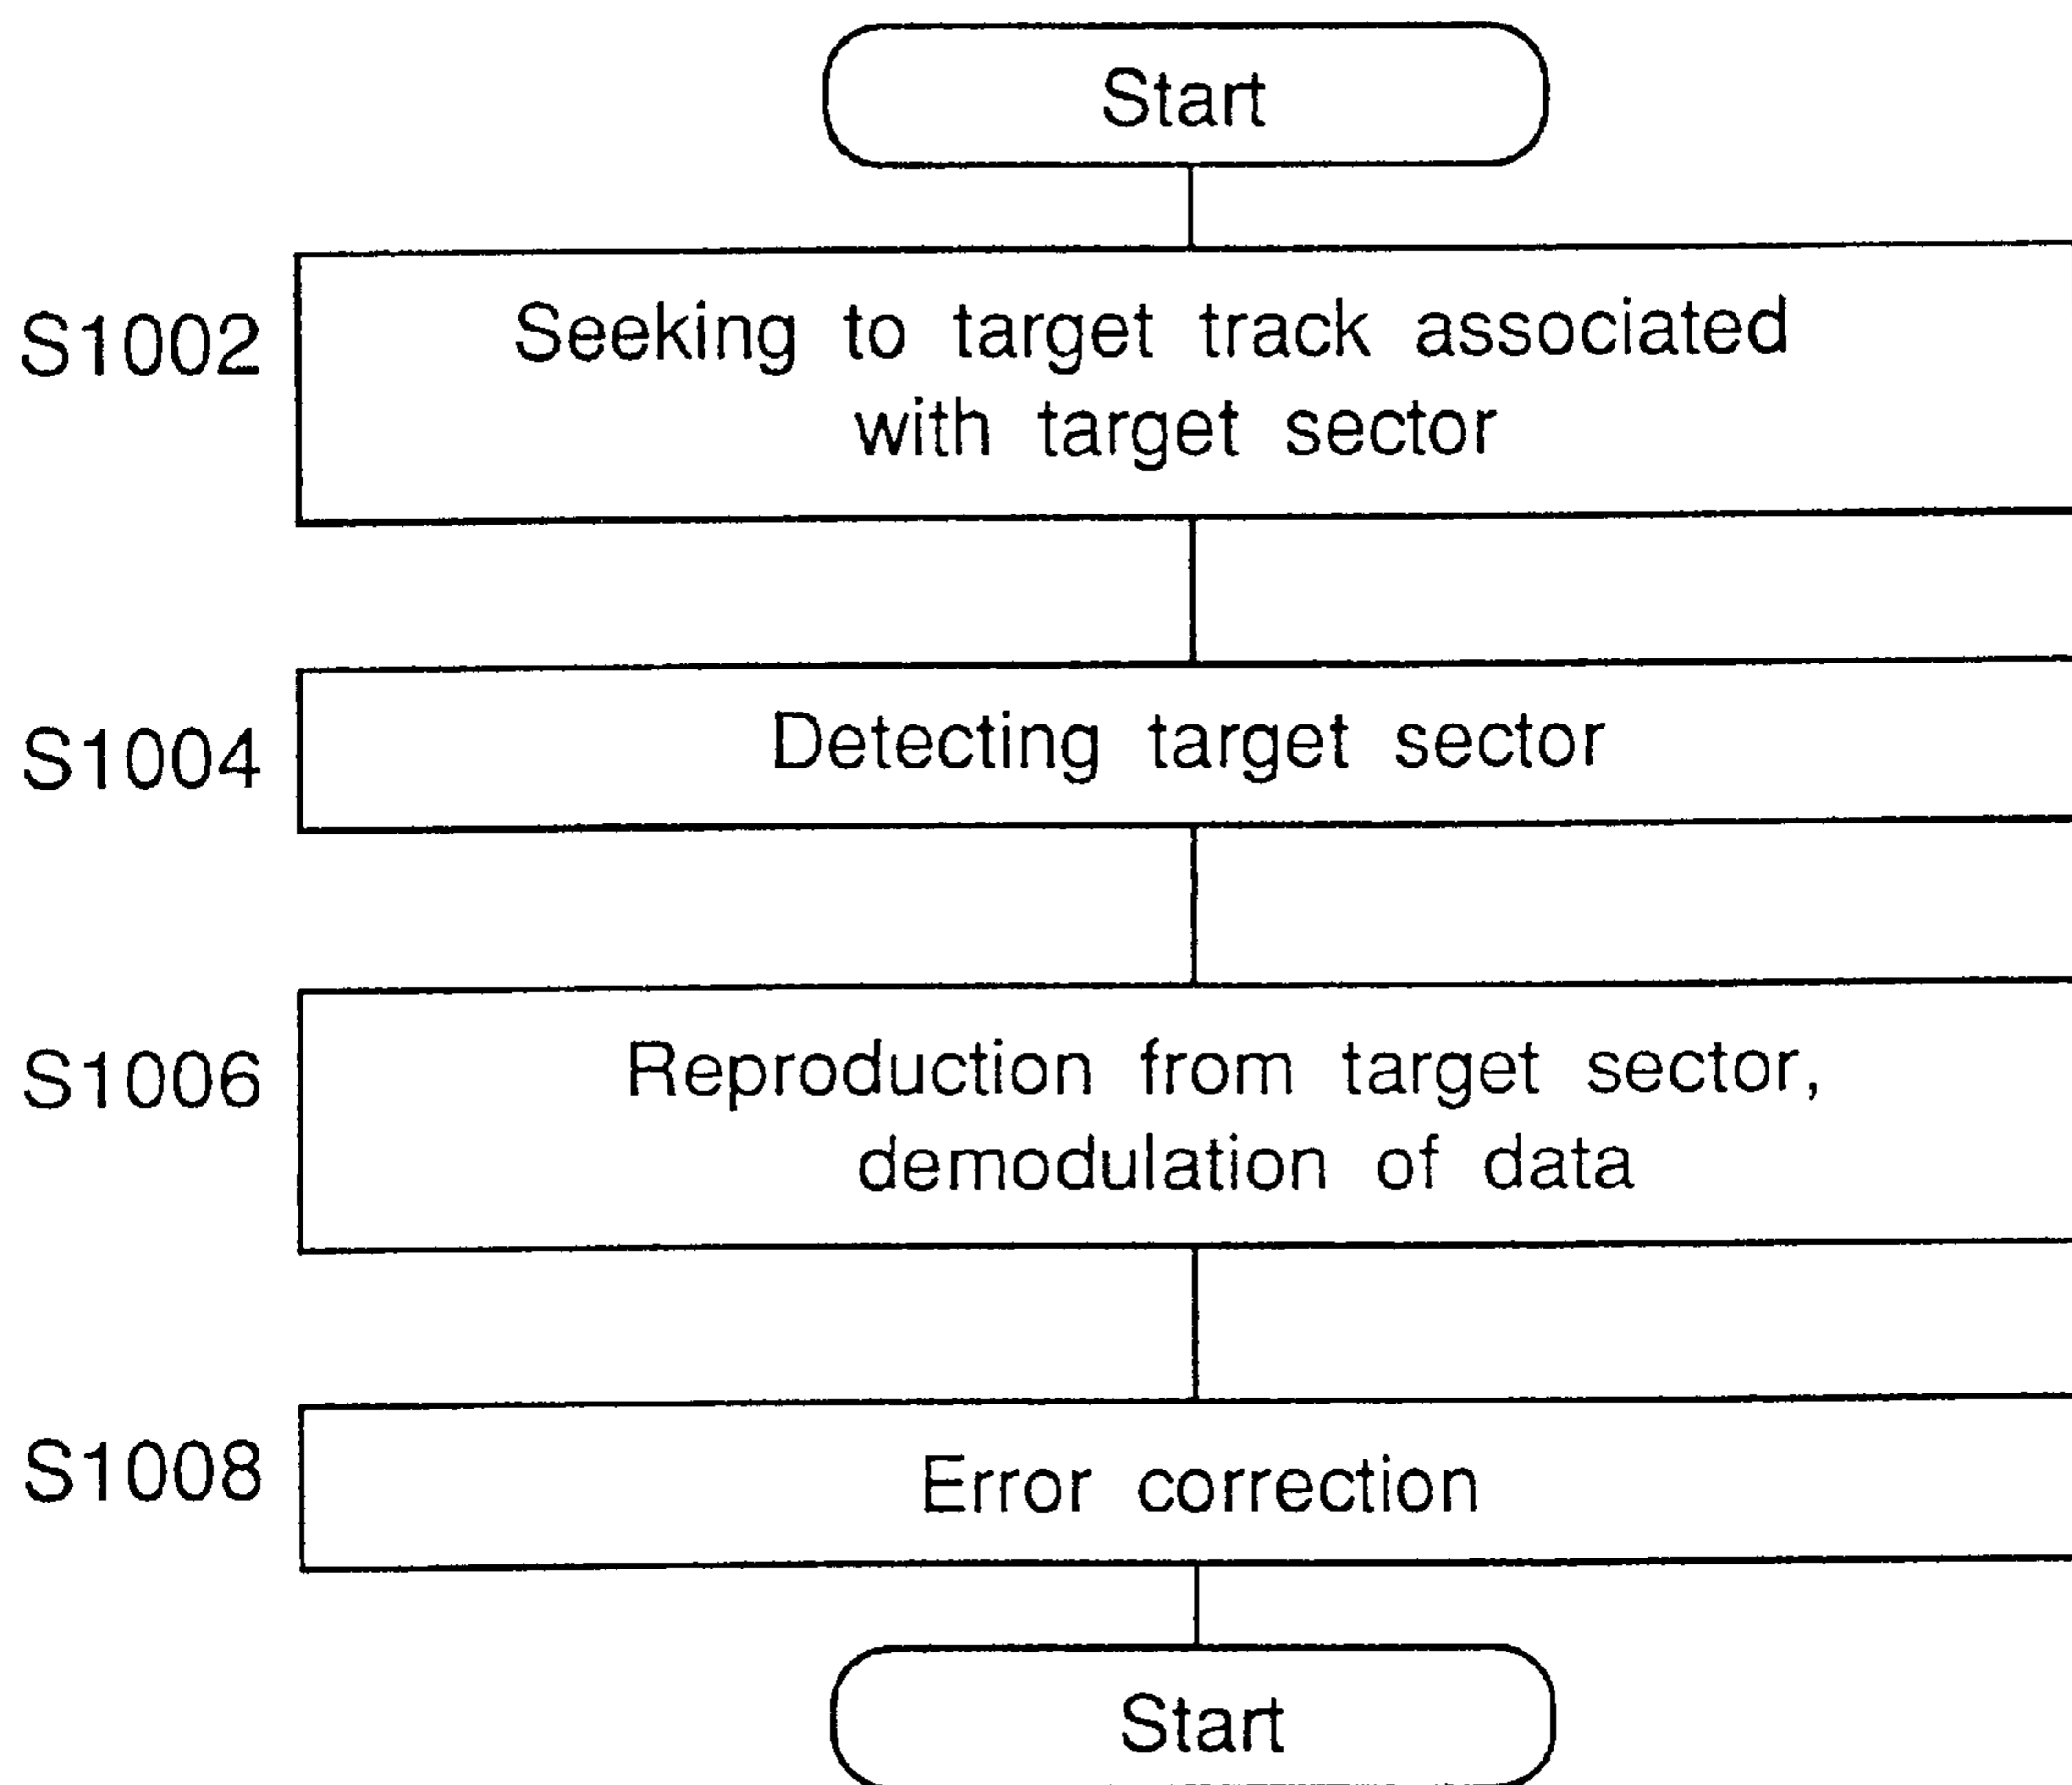 Start
S1002
Seeking to target track associated
with target sector
S1004
Detecting target sector
S1006
Reproduction from target sector,
demodulation of data
S1008
Error correction
Start